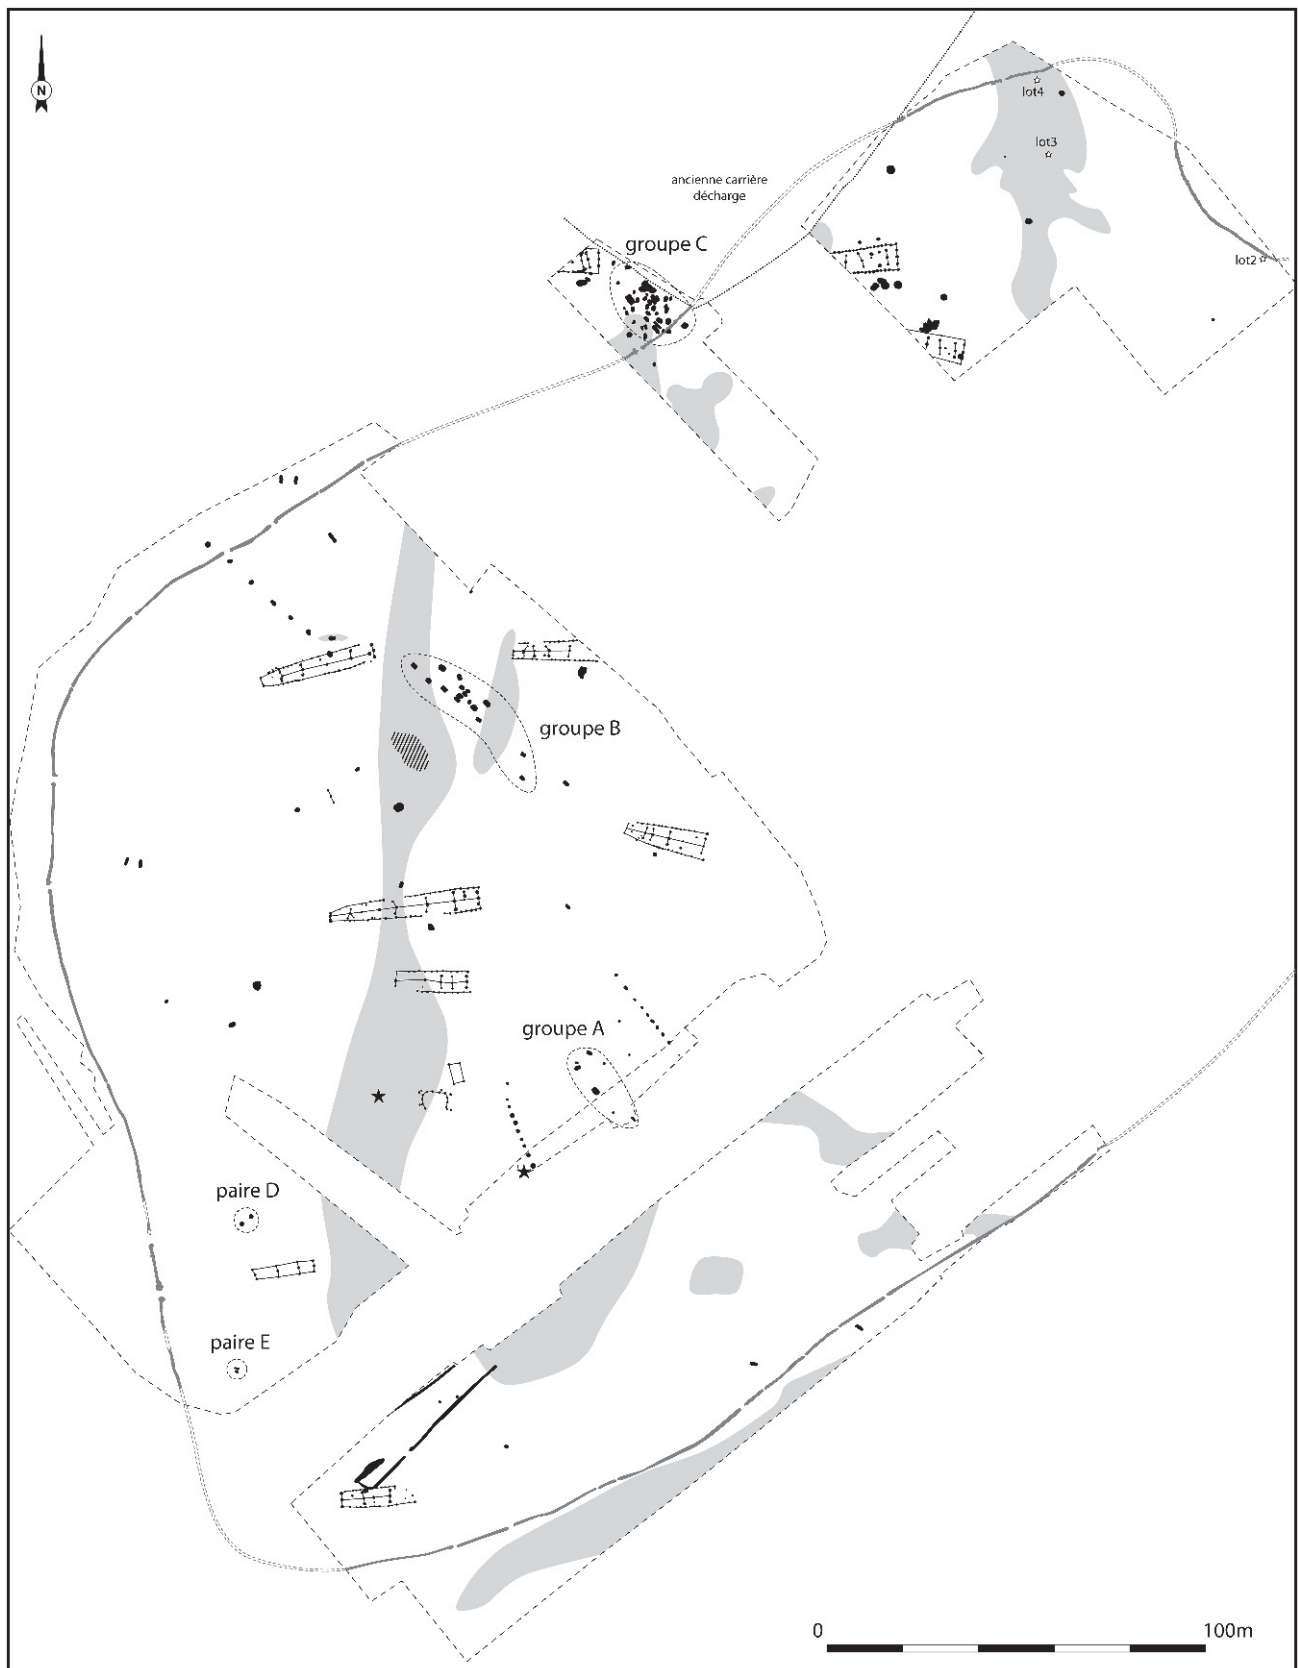 N
lot4
lot3
ancienne carrière
décharge
groupe C
lot2
groupe B
groupe A
paire D
paire E
0
100m